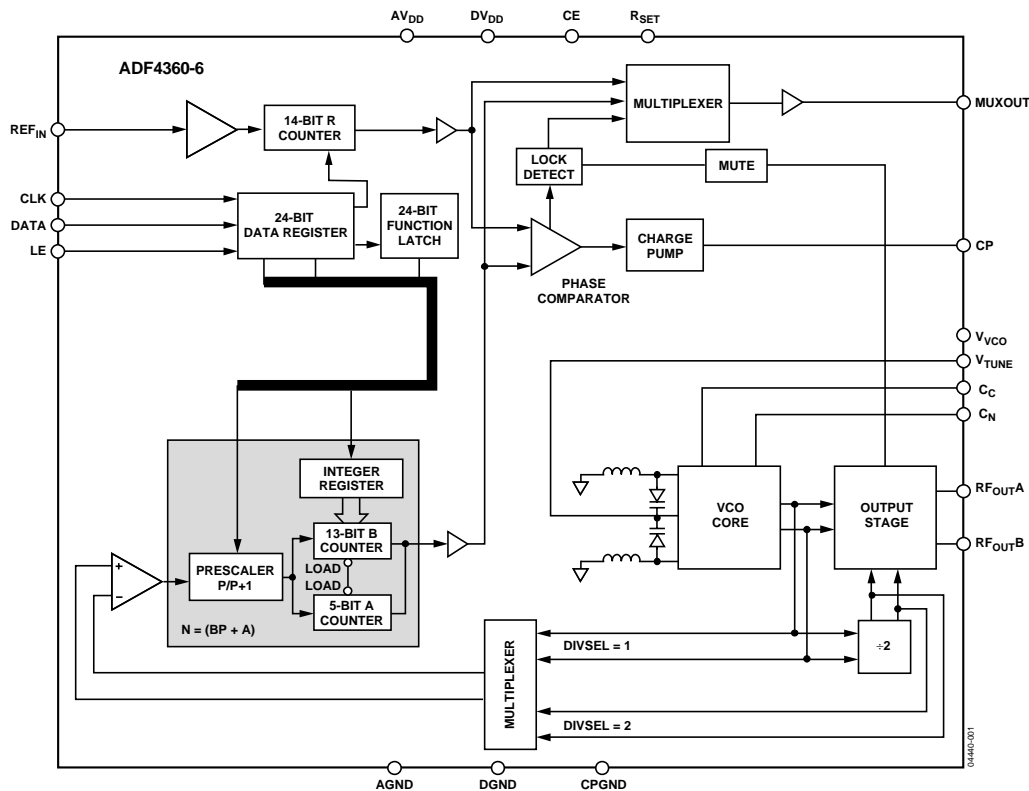 AVDD
DVDD
CE
RSET
ADF4360-6
MULTIPLEXER
MUXOUT
REFIN
14-BIT R
COUNTER
LOCK
DETECT
MUTE
CLK
DATA
LE
24-BIT
DATA REGISTER
24-BIT
FUNCTION
LATCH
CHARGE
PUMP
CP
PHASE
COMPARATOR
VVCO
VTUNE
CC
CN
INTEGER
REGISTER
13-BIT B
COUNTER
LOAD
LOAD
5-BIT A
COUNTER
PRESCALER
P/P+1
+
−
N = (BP + A)
VCO
CORE
OUTPUT
STAGE
RFOUTA
RFOUTB
MULTIPLEXER
DIVSEL = 1
DIVSEL = 2
÷2
04440-001
AGND
DGND
CPGND